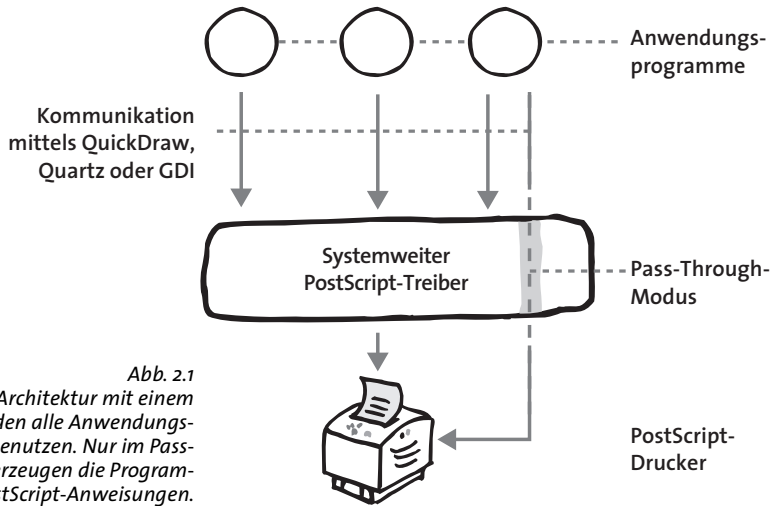 Anwendungs-
programme
Kommunikation
mittels QuickDraw,
Quartz oder GDI
Systemweiter
PostScript-Treiber
Pass-Through-
Modus
Abb. 2.1
Architektur mit einem
den alle Anwendungs-
enutzen. Nur im Pass-
erzeugen die Program-
stScript-Anweisungen.
PostScript-
Drucker